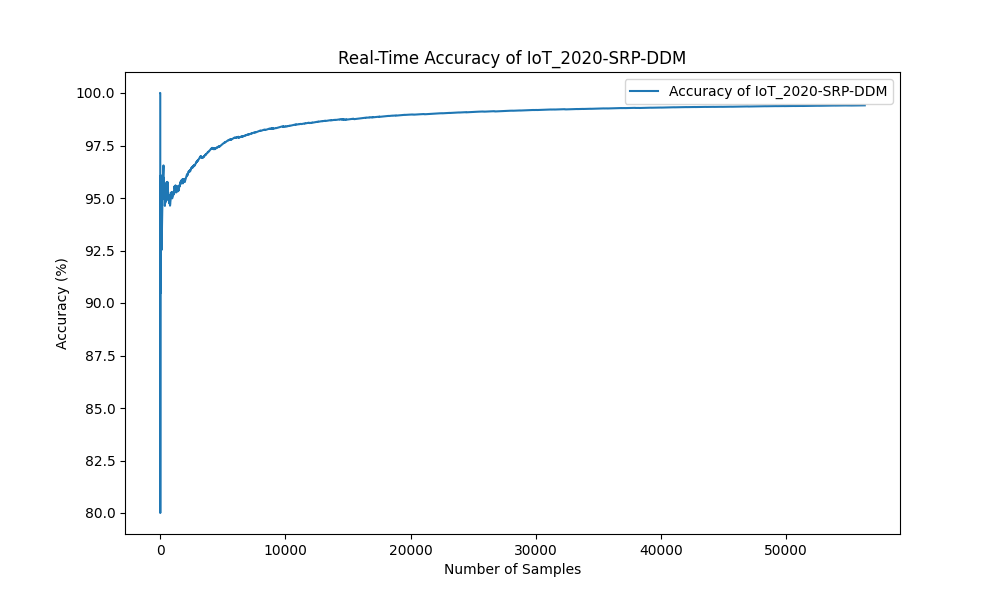 Real-Time Accuracy of IoT_2020-SRP-DDM
Accuracy of IoT_2020-SRP-DDM
100.0
97.5
95.0
92.5
90.0
87.5
85.0
82.5
80.0
Accuracy (%)
0 10000 20000 30000 40000 50000
Number of Samples